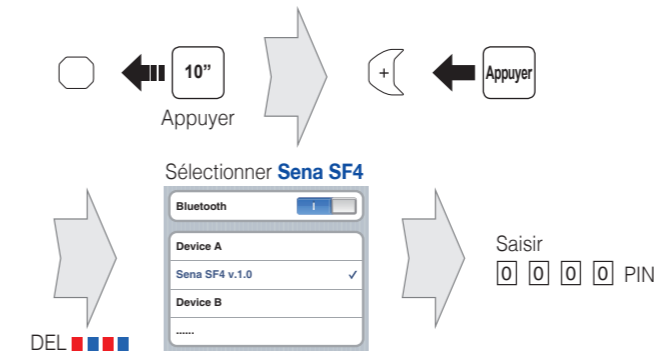 10”
Appuyer
+
Appuyer
Sélectionner Sena SF4
Bluetooth
I
Device A
Sena SF4 v.1.0 ✓
Device B
......
DEL
Saisir
0 0 0 0 PIN